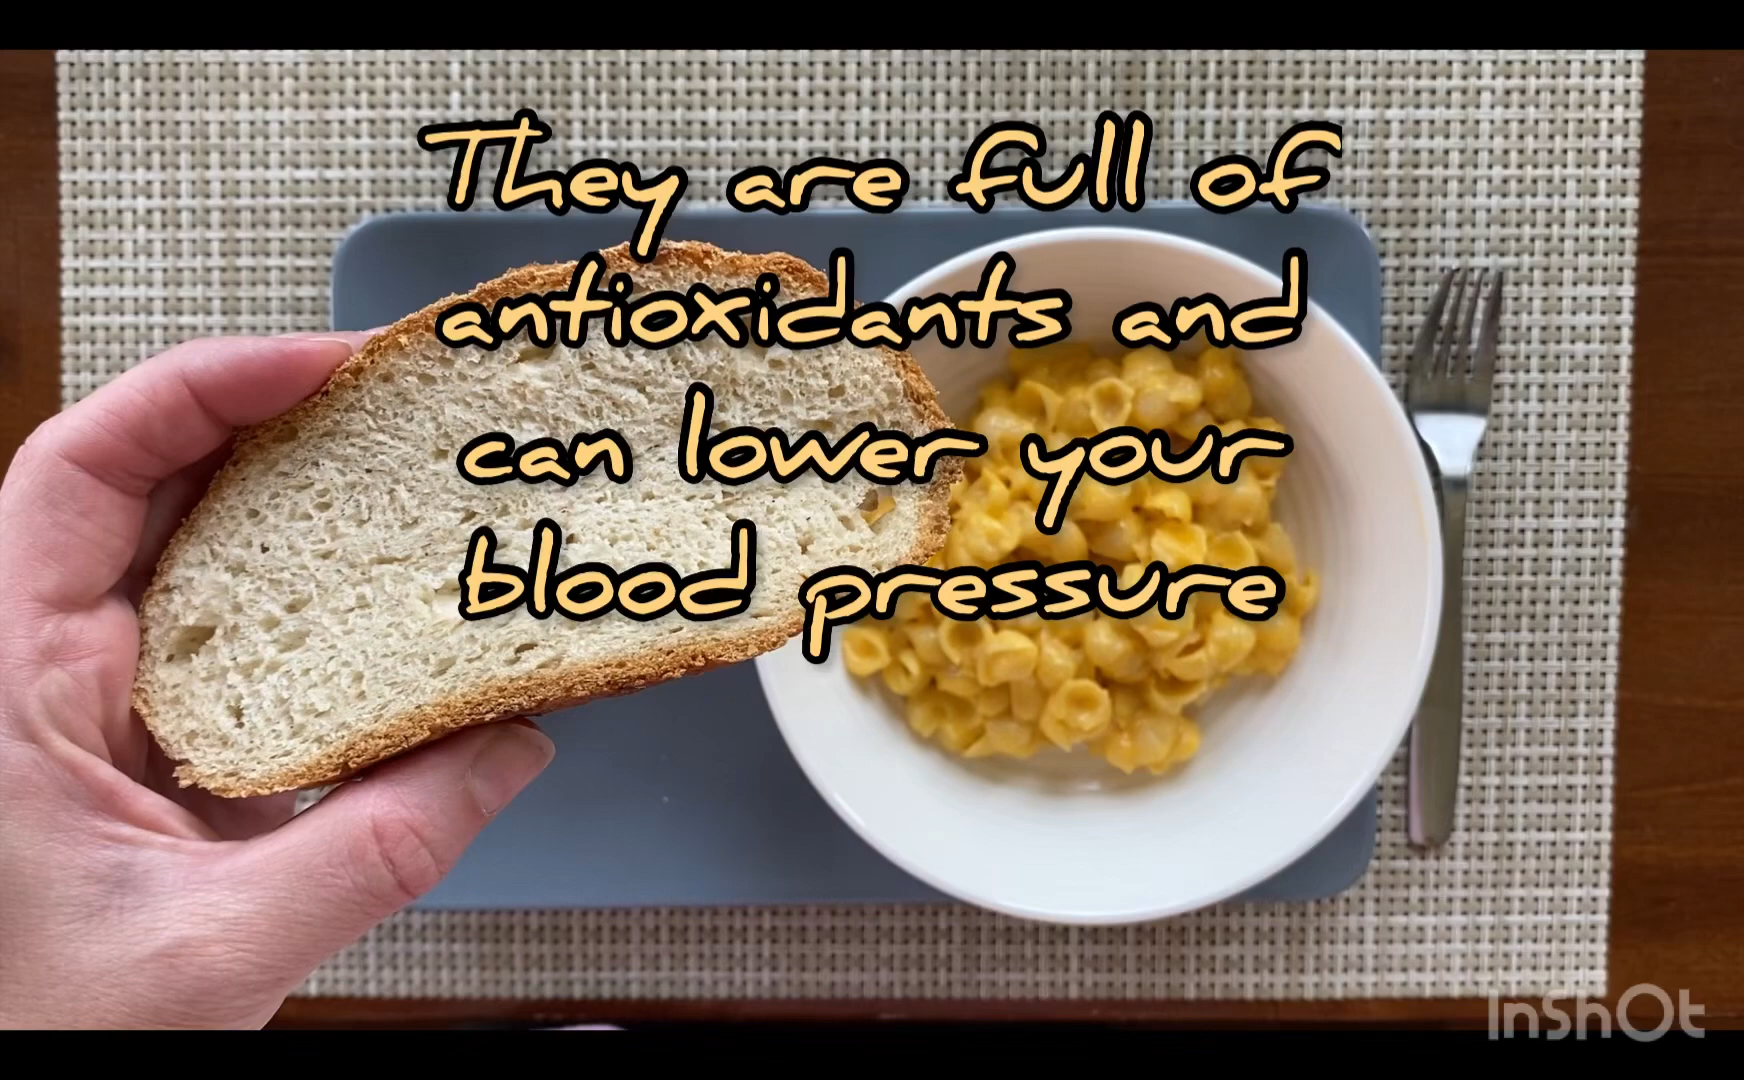 They are full of
antioxidants and
can lower your
blood pressure
InShOt